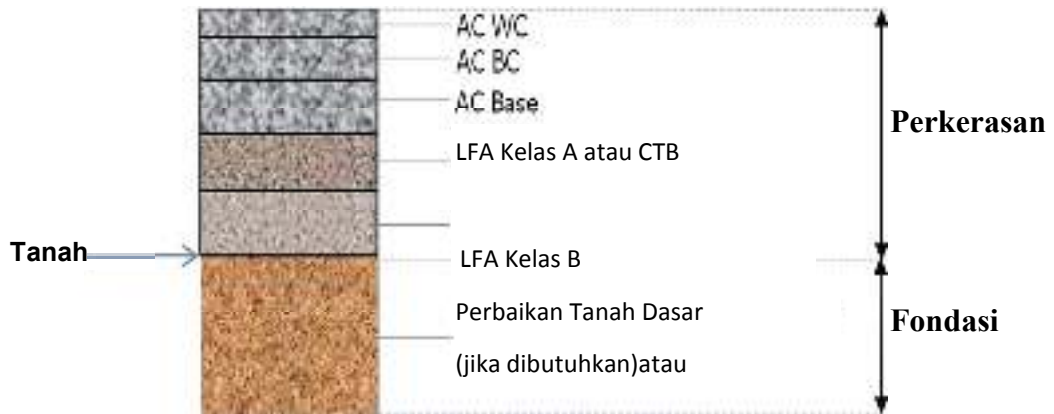 AC WC
AC BC
AC Base
Perkerasan
LFA Kelas A atau CTB
Tanah
LFA Kelas B
Perbaikan Tanah Dasar
Fondasi
(jika dibutuhkan)atau